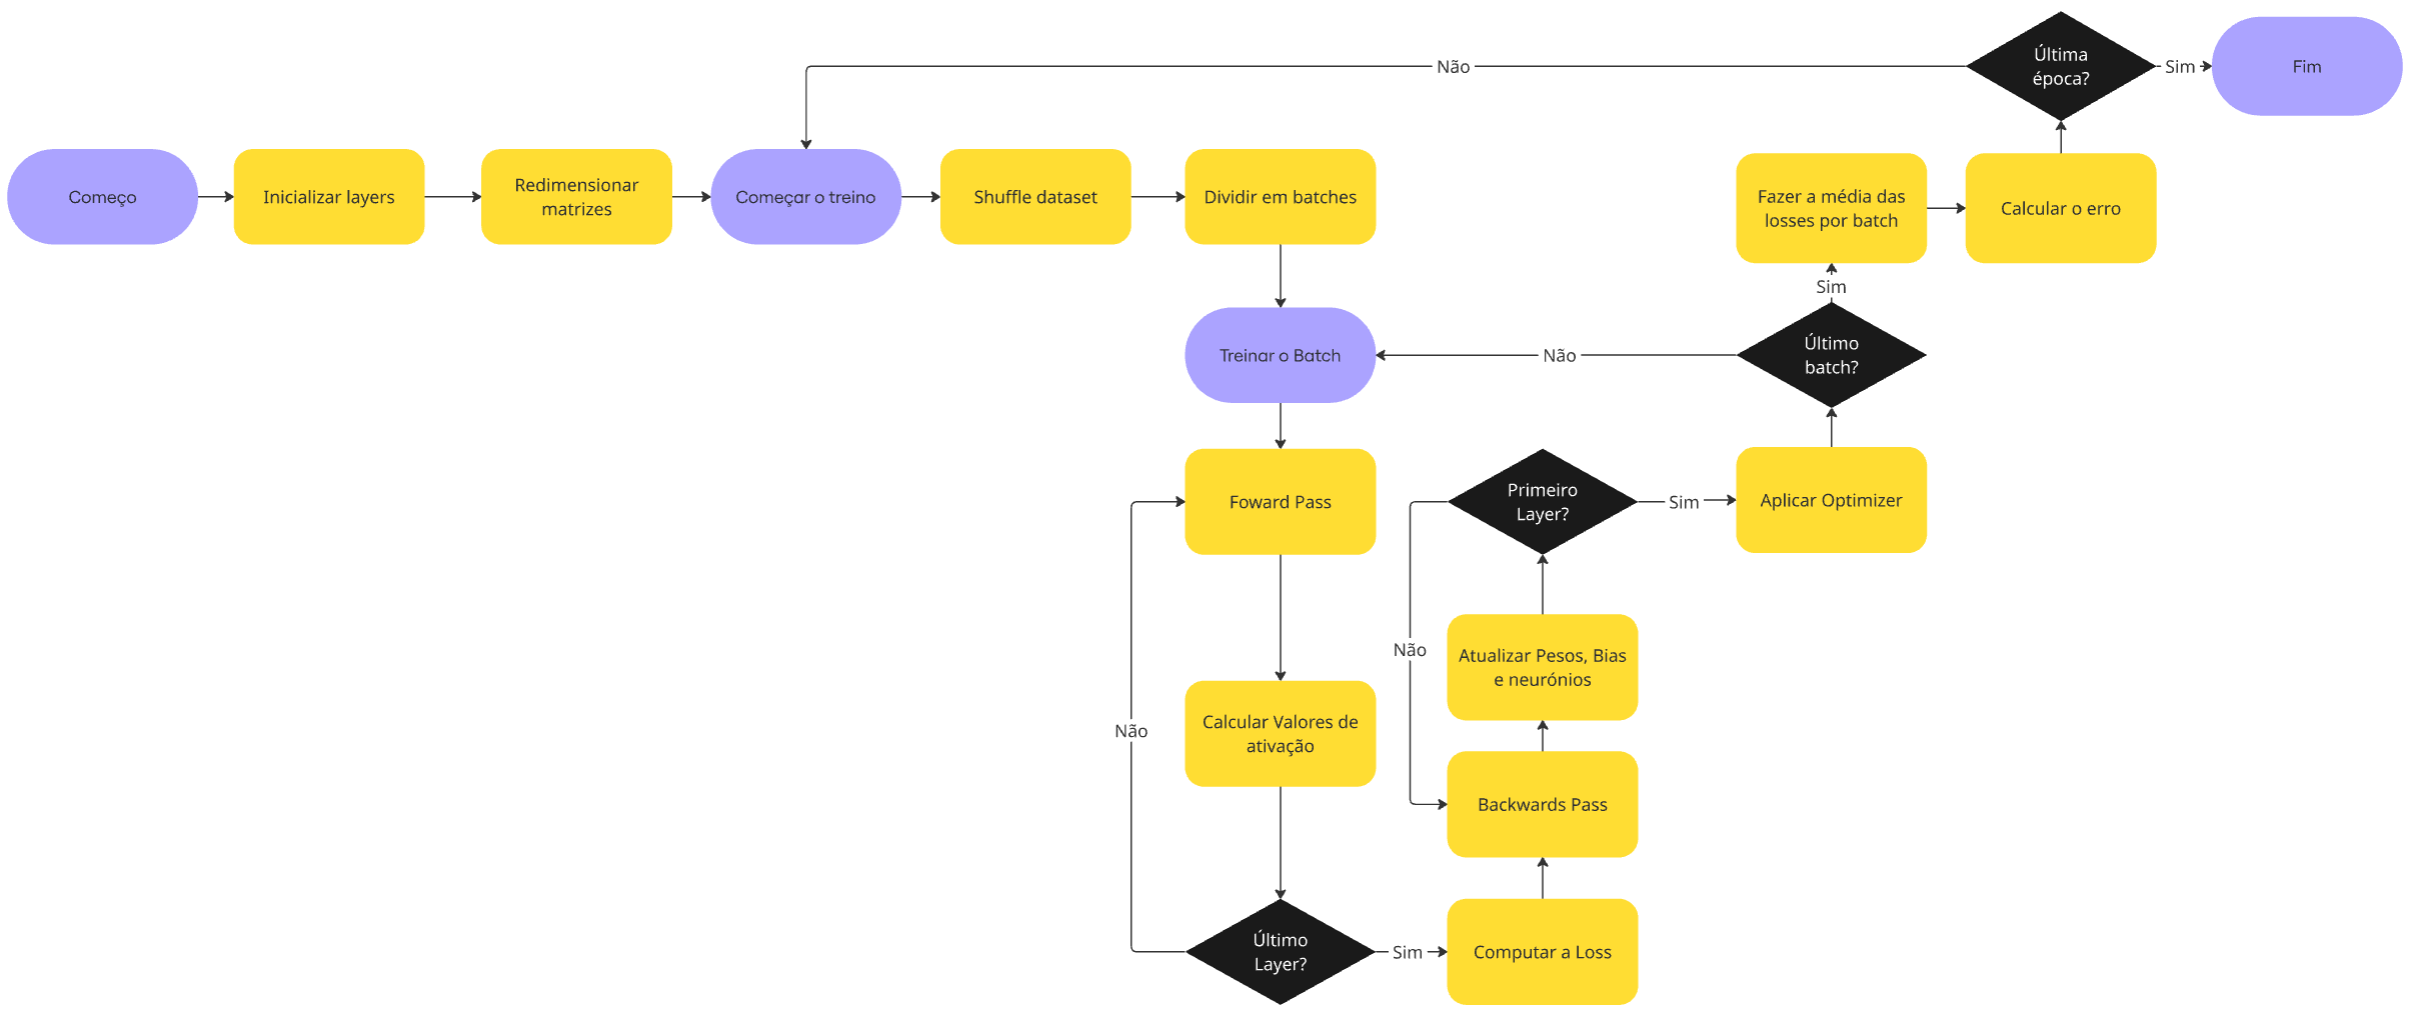 Começo
Inicializar layers
Redimensionar
matrizes
Começar o treino
Shuffle dataset
Dividir em batches
Treinar o Batch
Foward Pass
Calcular Valores de
ativação
Último
Layer?
Não
Sim
Computar a Loss
Backwards Pass
Atualizar Pesos, Bias
e neurónios
Primeiro
Layer?
Não
Sim
Aplicar Optimizer
Último
batch?
Não
Sim
Fazer a média das
losses por batch
Calcular o erro
Última
época?
Não
Sim
Fim